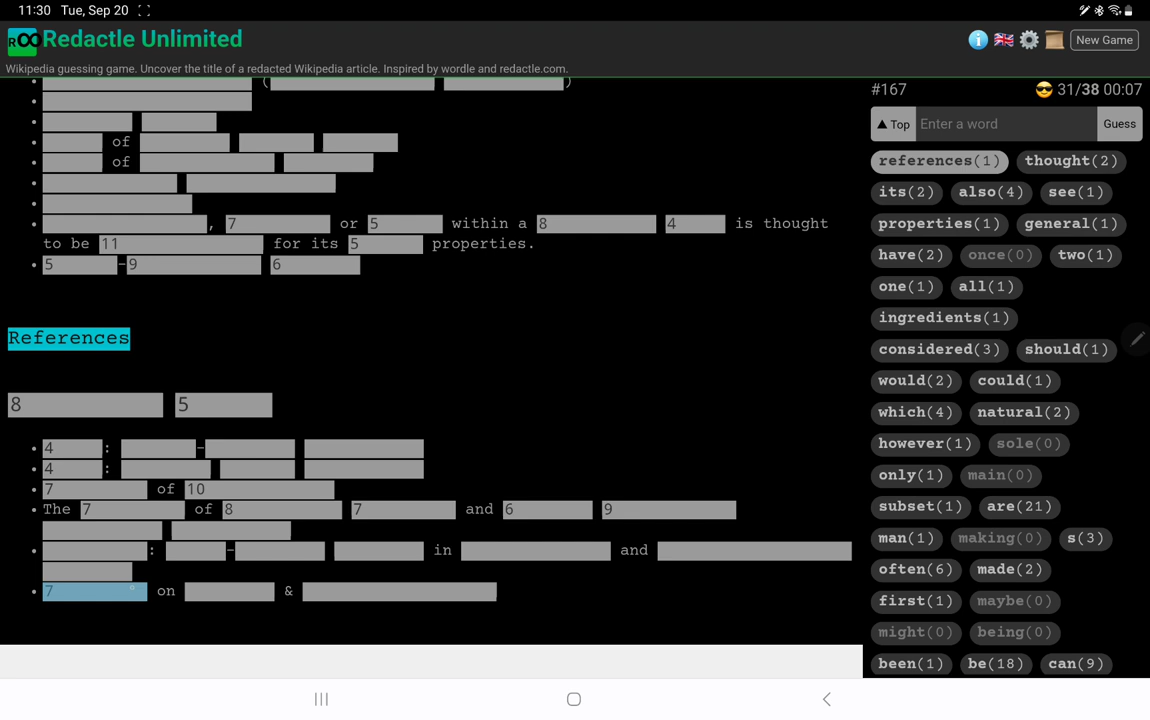 11:30 Tue, Sep 20
ROO Redactle Unlimited
New Game
Wikipedia guessing game. Uncover the title of a redacted Wikipedia article. Inspired by wordle and redactle.com.
( )
of
of
, 7 or 5 within a 8 4 is thought
to be 11 for its 5 properties.
5 -9 6
References
8 5
4 : -
4 :
7 of 10
The 7 of 8 7 and 6 9
: - in and
7 on &
#167 31/38 00:07
▲ Top Enter a word Guess
references(1) thought(2)
its(2) also(4) see(1)
properties(1) general(1)
have(2) once(0) two(1)
one(1) all(1)
ingredients(1)
considered(3) should(1)
would(2) could(1)
which(4) natural(2)
however(1) sole(0)
only(1) main(0)
subset(1) are(21)
man(1) making(0) s(3)
often(6) made(2)
first(1) maybe(0)
might(0) being(0)
been(1) be(18) can(9)